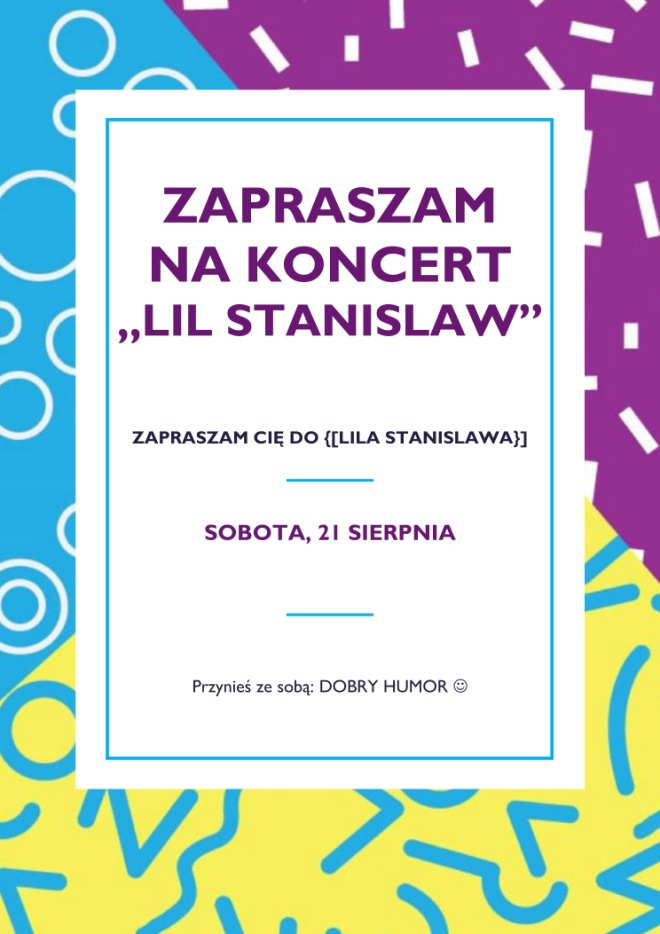 ZAPRASZAM
NA KONCERT
„LIL STANISLAW”
ZAPRASZAM CIĘ DO {[LILA STANISLAWA}]
SOBOTA, 21 SIERPNIA
Przynieś ze sobą: DOBRY HUMOR ☺